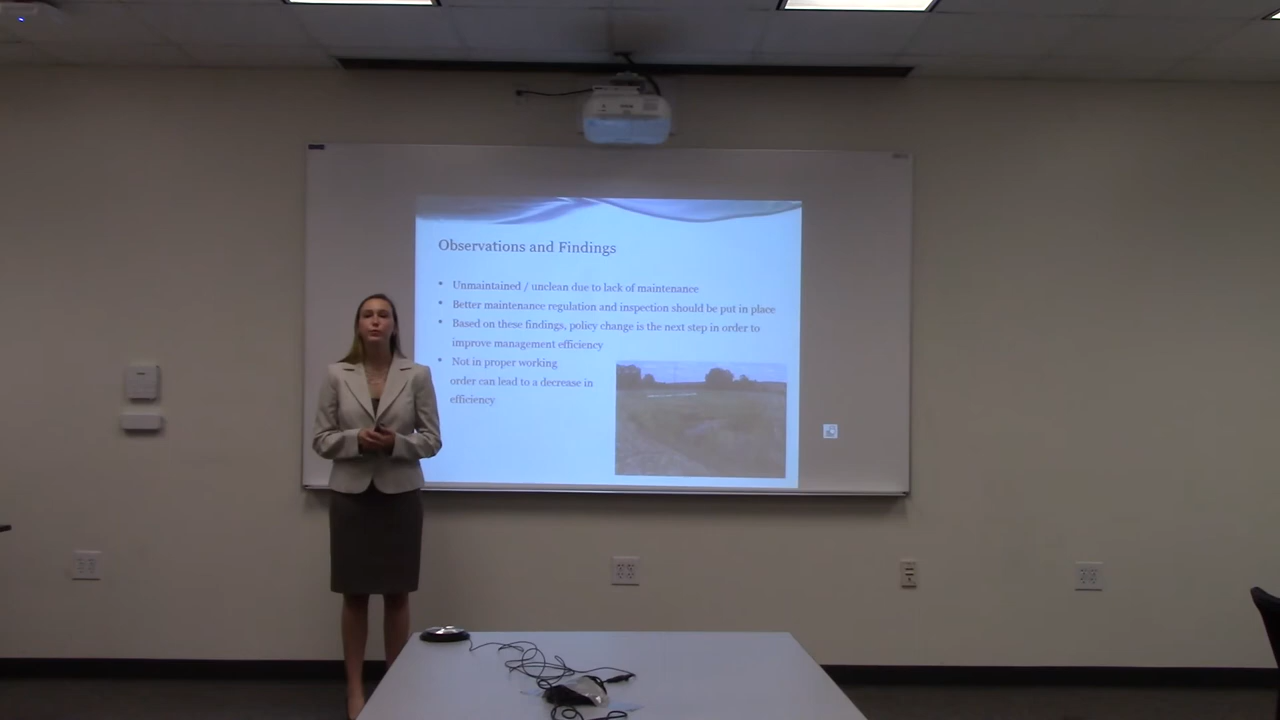 Observations and Findings
• Unmaintained / unclean due to lack of maintenance
• Better maintenance regulation and inspection should be put in place
• Based on these findings, policy change is the next step in order to
improve management efficiency
• Not in proper working
order can lead to a decrease in
efficiency